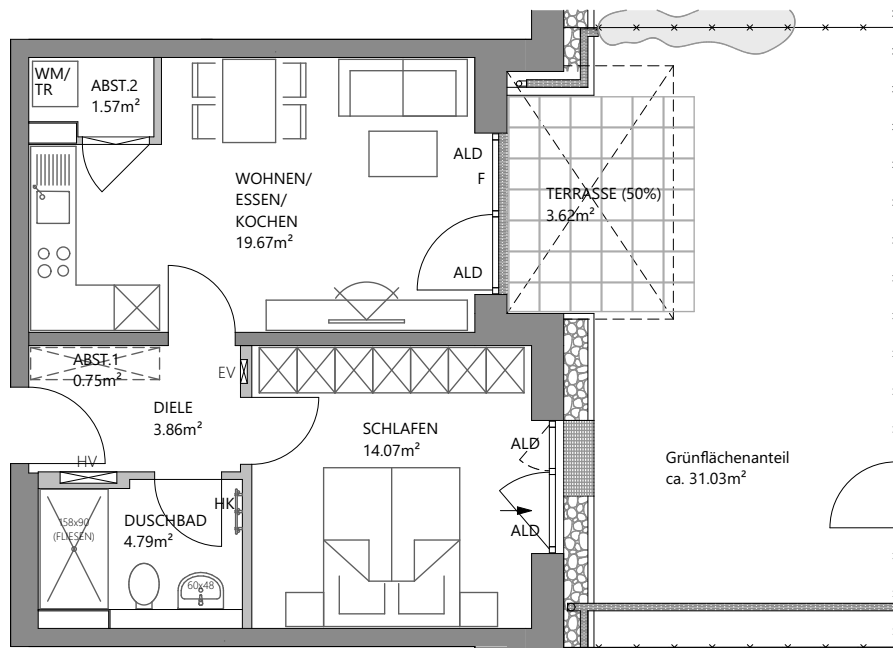 WM/
TR
ABST.2
1.57m²
WOHNEN/
ESSEN/
KOCHEN
19.67m²
ALD
F
ALD
TERRASSE (50%)
3.62m²
ABST.1
0.75m²
EV
DIELE
3.86m²
SCHLAFEN
14.07m²
ALD
ALD
HV
HK
DUSCHBAD
4.79m²
158x90
(FLIESEN)
60x48
Grünflächenanteil
ca. 31.03m²